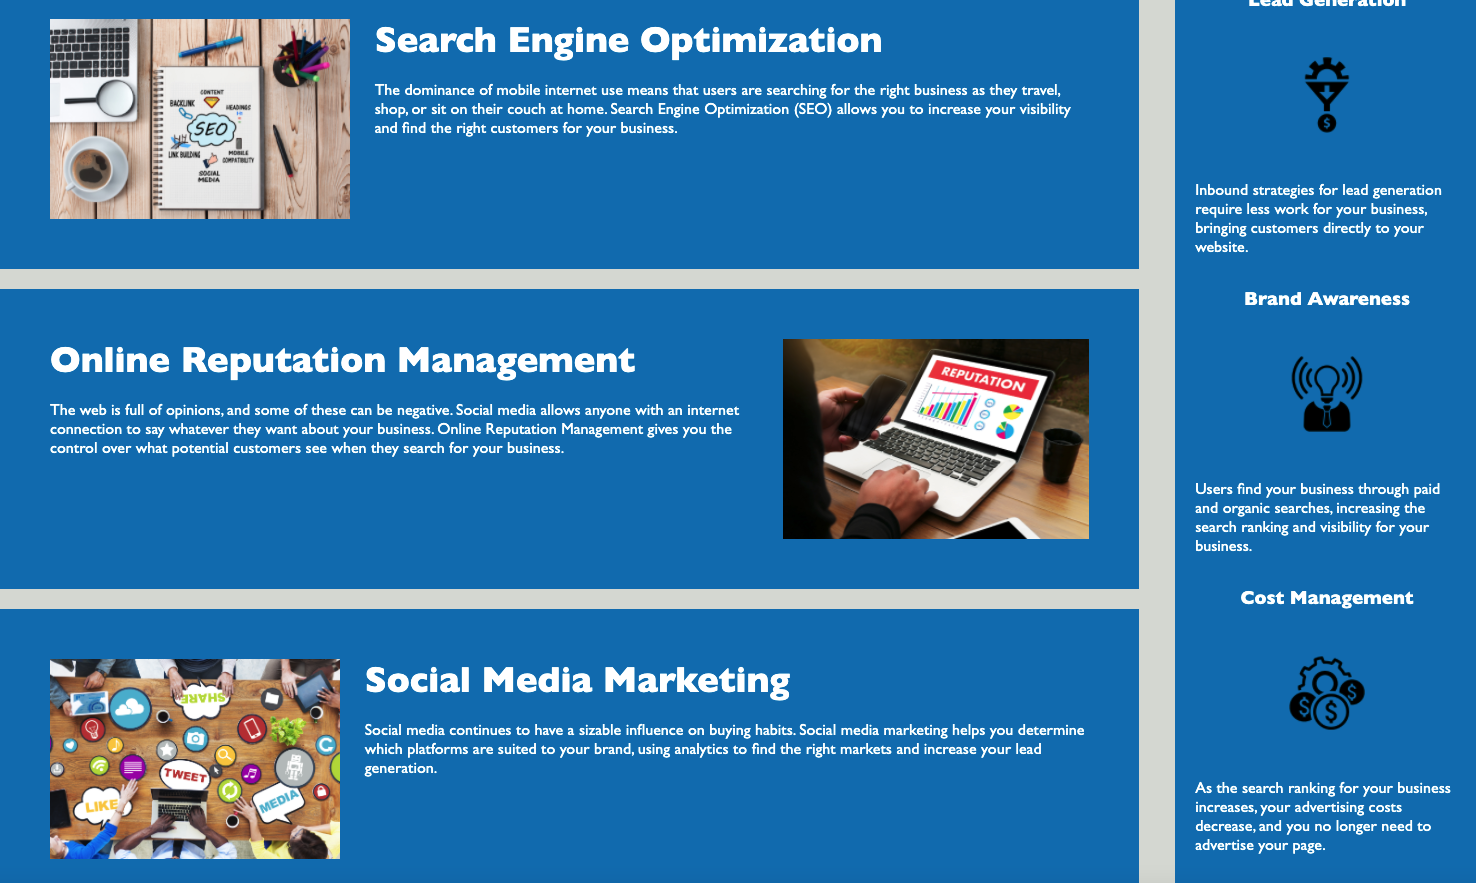 Search Engine Optimization
The dominance of mobile internet use means that users are searching for the right business as they travel,
shop, or sit on their couch at home. Search Engine Optimization (SEO) allows you to increase your visibility
and find the right customers for your business.
CONTENT
BACKLINK
HEADINGS
SEO
LINK BUILDING
MOBILE
COMPATIBILITY
SOCIAL
MEDIA
Online Reputation Management
The web is full of opinions, and some of these can be negative. Social media allows anyone with an internet
connection to say whatever they want about your business. Online Reputation Management gives you the
control over what potential customers see when they search for your business.
REPUTATION
Social Media Marketing
Social media continues to have a sizable influence on buying habits. Social media marketing helps you determine
which platforms are suited to your brand, using analytics to find the right markets and increase your lead
generation.
SHARE
TWEET
LIKE
MEDIA
Lead Generation
$
Inbound strategies for lead generation
require less work for your business,
bringing customers directly to your
website.
Brand Awareness
Users find your business through paid
and organic searches, increasing the
search ranking and visibility for your
business.
Cost Management
$ $ $
As the search ranking for your business
increases, your advertising costs
decrease, and you no longer need to
advertise your page.